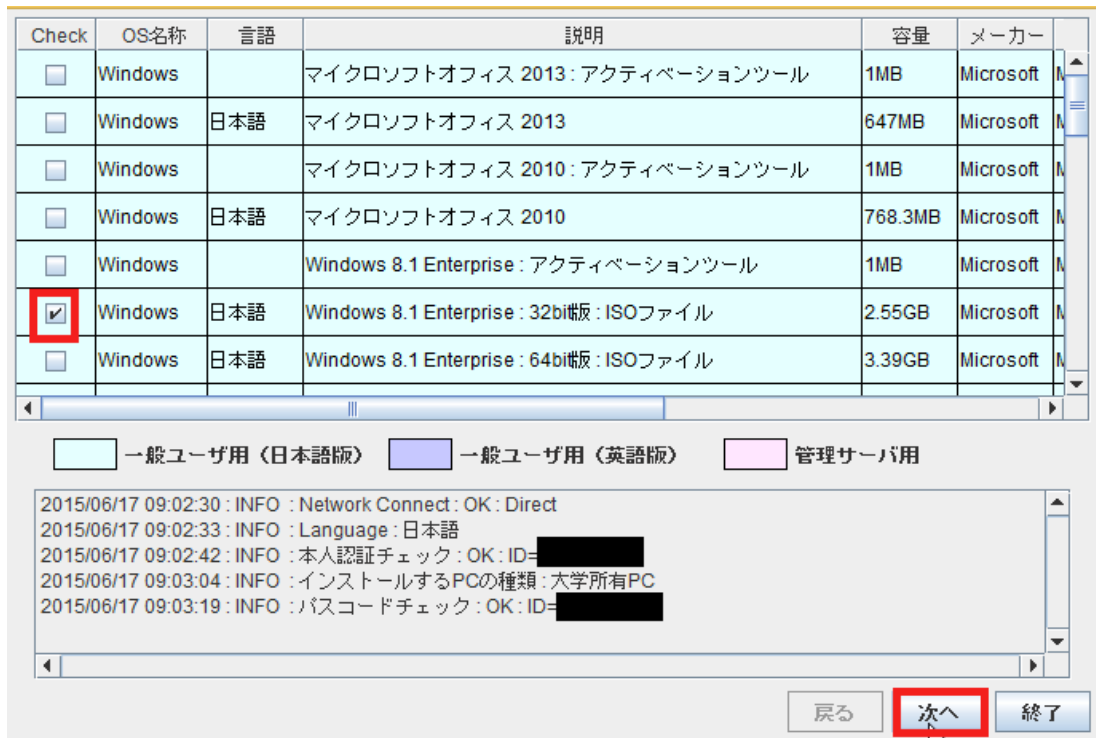 Check OS名称 言語 説明 容量 メーカー
Windows マイクロソフトオフィス 2013 : アクティベーションツール 1MB Microsoft
Windows 日本語 マイクロソフトオフィス 2013 647MB Microsoft
Windows マイクロソフトオフィス 2010 : アクティベーションツール 1MB Microsoft
Windows 日本語 マイクロソフトオフィス 2010 768.3MB Microsoft
Windows Windows 8.1 Enterprise : アクティベーションツール 1MB Microsoft
Windows 日本語 Windows 8.1 Enterprise : 32bit版 : ISOファイル 2.55GB Microsoft
Windows 日本語 Windows 8.1 Enterprise : 64bit版 : ISOファイル 3.39GB Microsoft
一般ユーザ用（日本語版） 一般ユーザ用（英語版） 管理サーバ用
2015/06/17 09:02:30 : INFO : Network Connect : OK : Direct
2015/06/17 09:02:33 : INFO : Language : 日本語
2015/06/17 09:02:42 : INFO : 本人認証チェック : OK : ID=
2015/06/17 09:03:04 : INFO : インストールするPCの種類 : 大学所有PC
2015/06/17 09:03:19 : INFO : パスコードチェック : OK : ID=
戻る 次へ 終了